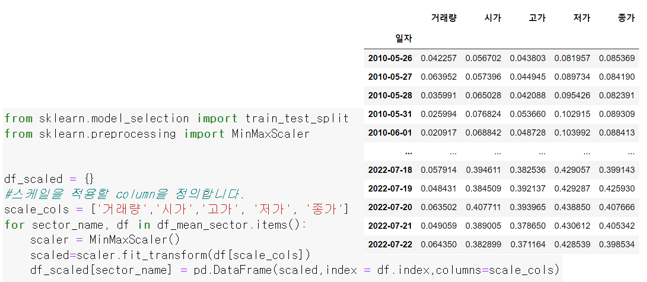 거래량 시가 고가 저가 종가
일자
2010-05-26 0.042257 0.056702 0.043803 0.081957 0.085369
2010-05-27 0.063952 0.057396 0.044945 0.089734 0.084190
2010-05-28 0.035991 0.065028 0.042088 0.095426 0.082391
2010-05-31 0.025994 0.076824 0.053660 0.102915 0.089309
2010-06-01 0.020917 0.068842 0.048728 0.103992 0.088413
... ... ... ... ... ...
2022-07-18 0.057914 0.394611 0.382536 0.429057 0.399143
2022-07-19 0.048431 0.384509 0.392137 0.429287 0.425930
2022-07-20 0.063502 0.407711 0.393965 0.438850 0.407666
2022-07-21 0.049059 0.389005 0.378650 0.430612 0.405342
2022-07-22 0.064350 0.382899 0.371164 0.428539 0.398534
from sklearn.model_selection import train_test_split
from sklearn.preprocessing import MinMaxScaler
df_scaled = {}
#스케일을 적용할 column을 정의합니다.
scale_cols = ['거래량','시가','고가', '저가', '종가']
for sector_name, df in df_mean_sector.items():
    scaler = MinMaxScaler()
    scaled=scaler.fit_transform(df[scale_cols])
    df_scaled[sector_name] = pd.DataFrame(scaled,index = df.index,columns=scale_cols)